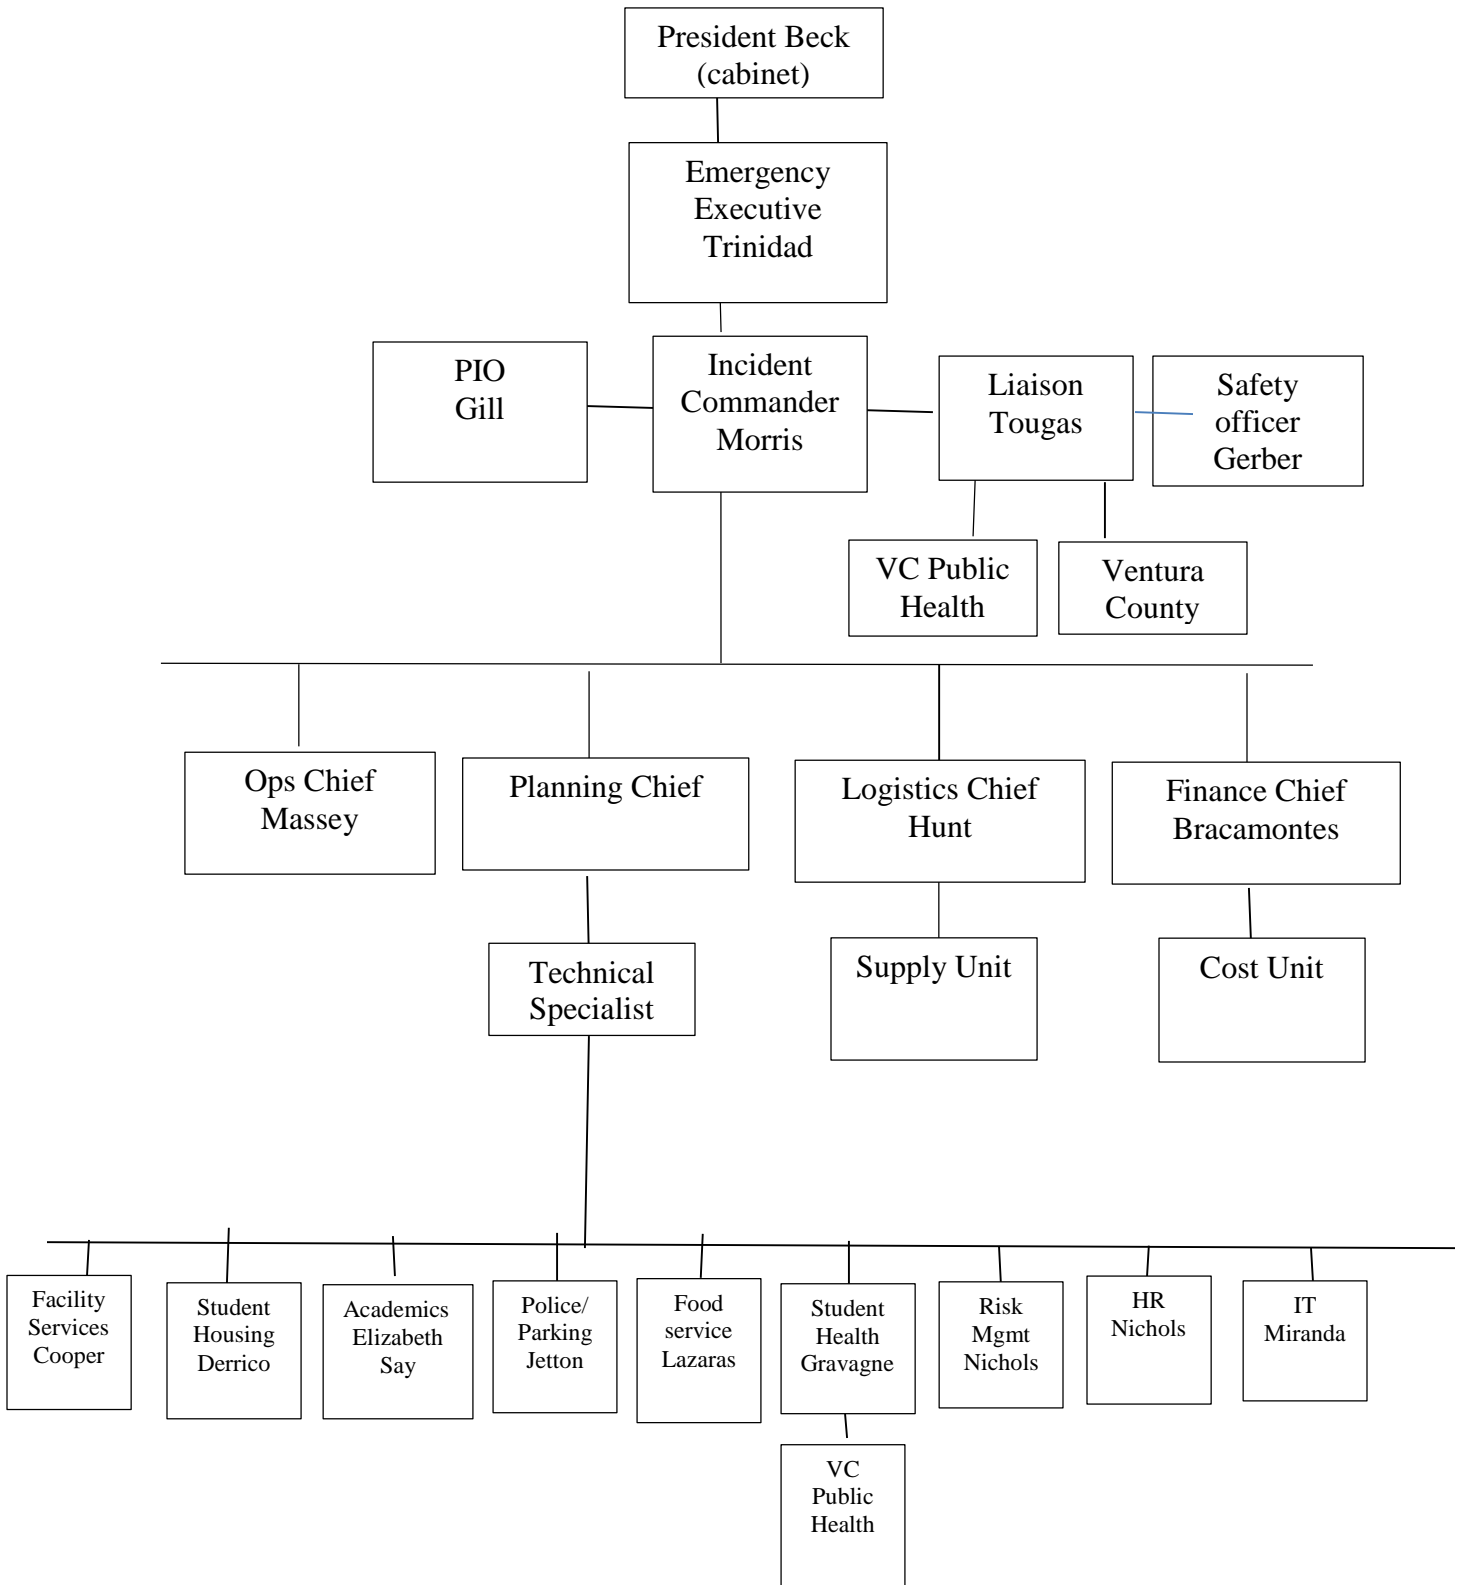 President Beck
(cabinet)
Emergency
Executive
Trinidad
PIO
Gill
Incident
Commander
Morris
Liaison
Tougas
Safety
officer
Gerber
VC Public
Health
Ventura
County
Ops Chief
Massey
Planning Chief
Logistics Chief
Hunt
Finance Chief
Bracamontes
Technical
Specialist
Supply Unit
Cost Unit
Facility
Services
Cooper
Student
Housing
Derrico
Academics
Elizabeth
Say
Police/
Parking
Jetton
Food
service
Lazaras
Student
Health
Gravagne
Risk
Mgmt
Nichols
HR
Nichols
IT
Miranda
VC
Public
Health